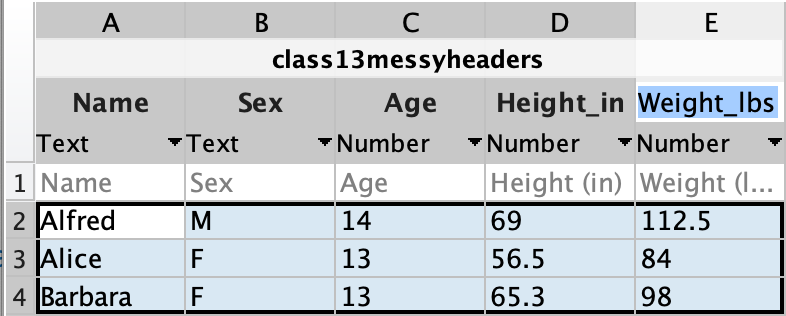 A B C D E
class13messyheaders
Name Sex Age Height_in Weight_lbs
Text Text Number Number Number
1 Name Sex Age Height (in) Weight (l...
2 Alfred M 14 69 112.5
3 Alice F 13 56.5 84
4 Barbara F 13 65.3 98